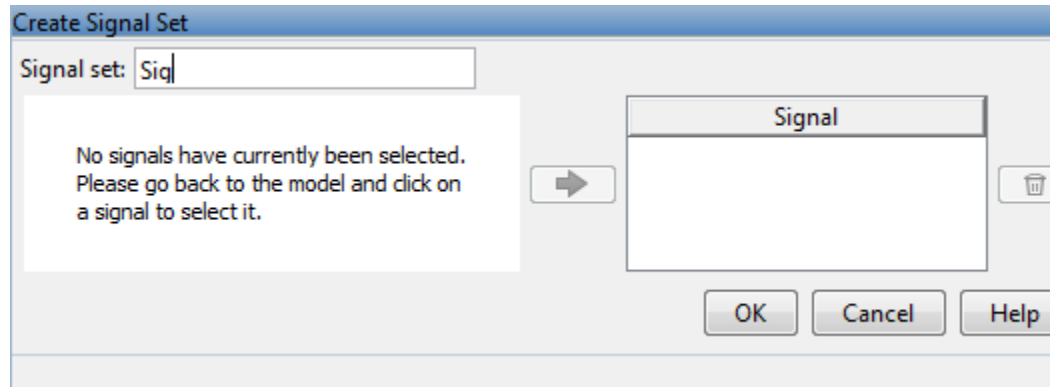 Create Signal Set
Signal set: Sig
Signal
No signals have currently been selected.
Please go back to the model and click on
a signal to select it.
OK Cancel Help